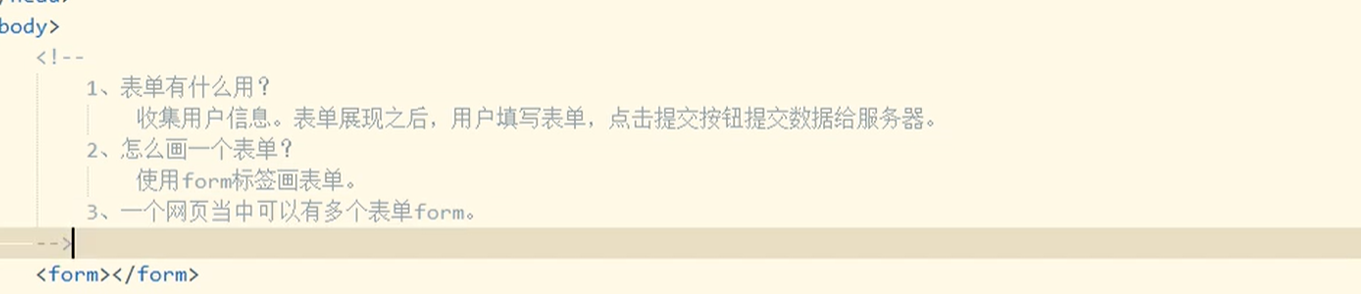 body>
<!--
1、表单有什么用？
收集用户信息。表单展现之后，用户填写表单，点击提交按钮提交数据给服务器。
2、怎么画一个表单？
使用form标签画表单。
3、一个网页当中可以有多个表单form。
-->
<form></form>